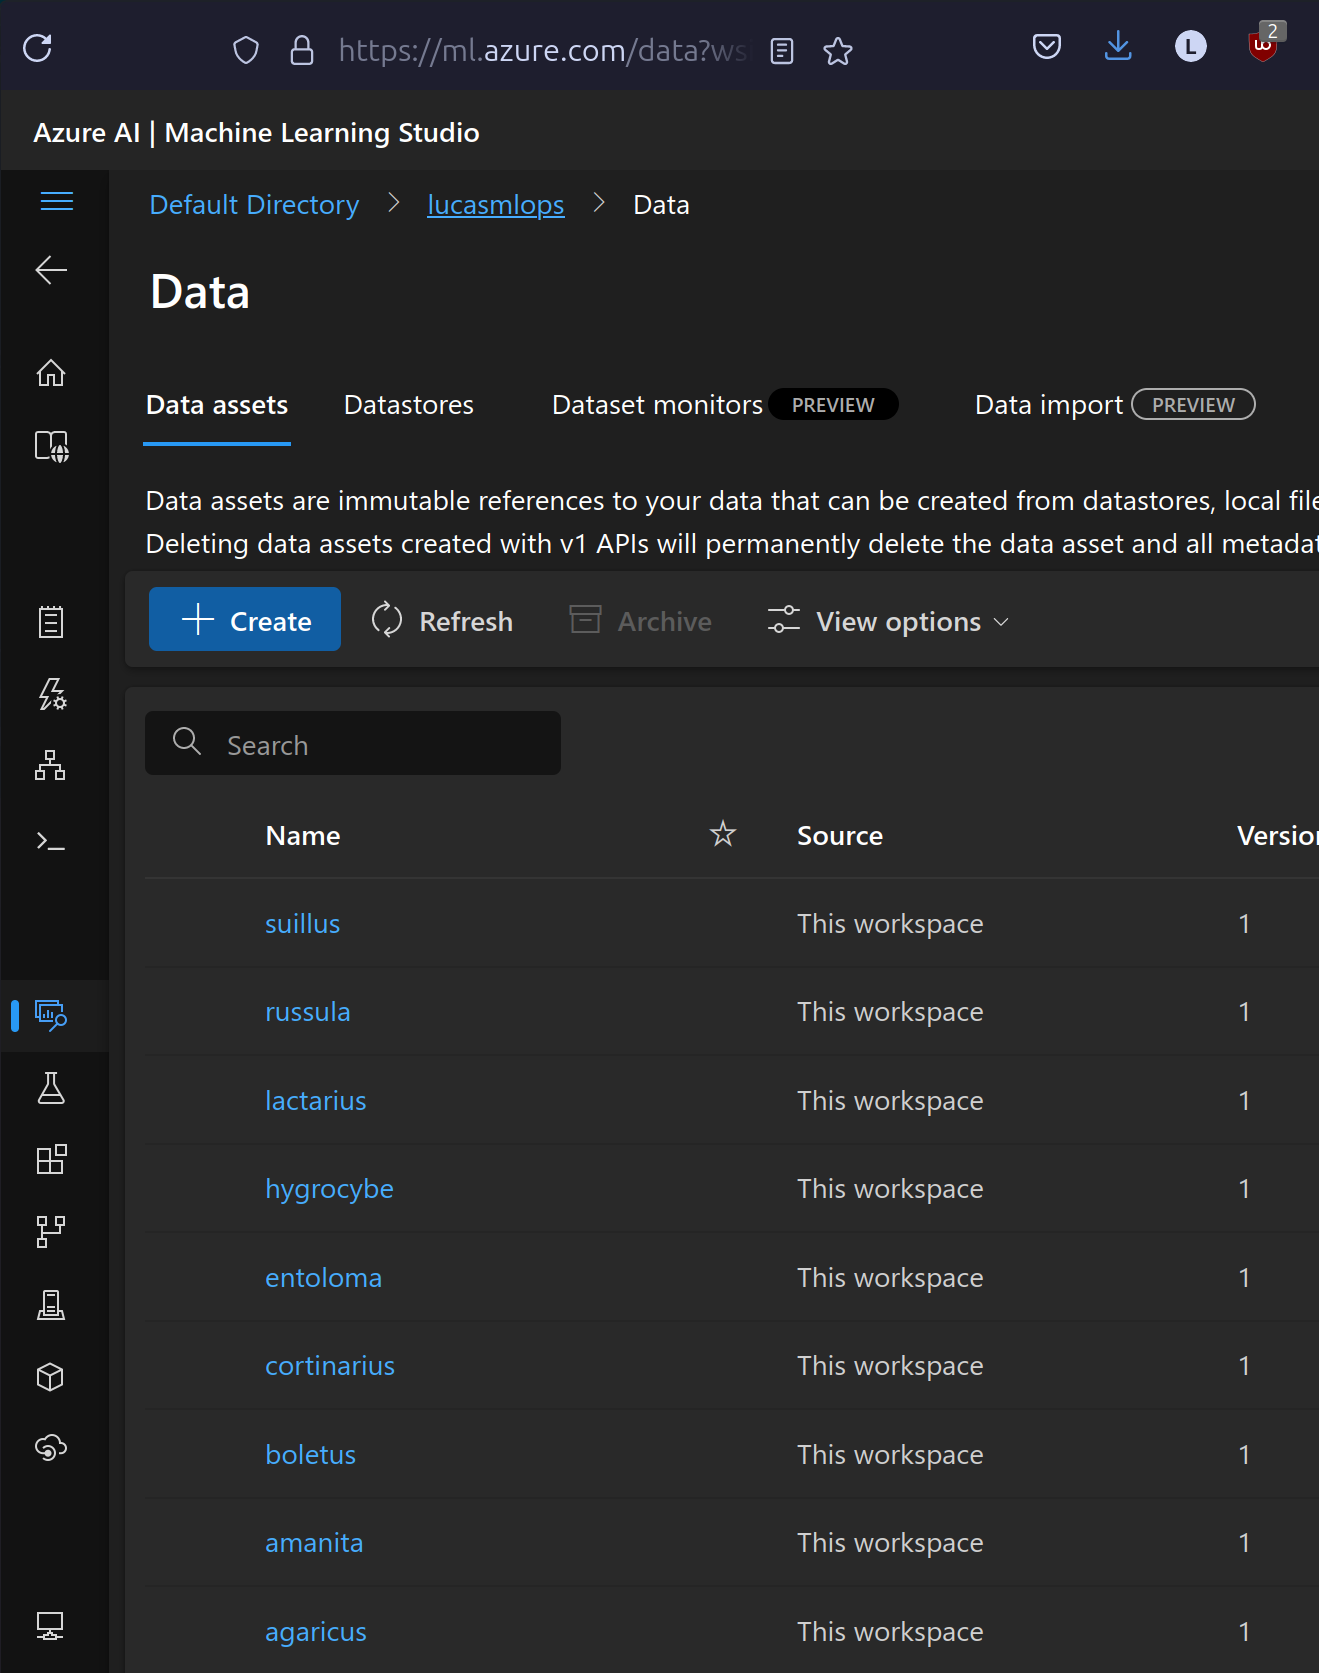 https://ml.azure.com/data?ws
L
2
Azure AI | Machine Learning Studio
Default Directory > lucasmlops > Data
Data
Data assets Datastores Dataset monitors PREVIEW Data import PREVIEW
Data assets are immutable references to your data that can be created from datastores, local file
Deleting data assets created with v1 APIs will permanently delete the data asset and all metadat
Create Refresh Archive View options
Search
Name Source Version
suillus This workspace 1
russula This workspace 1
lactarius This workspace 1
hygrocybe This workspace 1
entoloma This workspace 1
cortinarius This workspace 1
boletus This workspace 1
amanita This workspace 1
agaricus This workspace 1